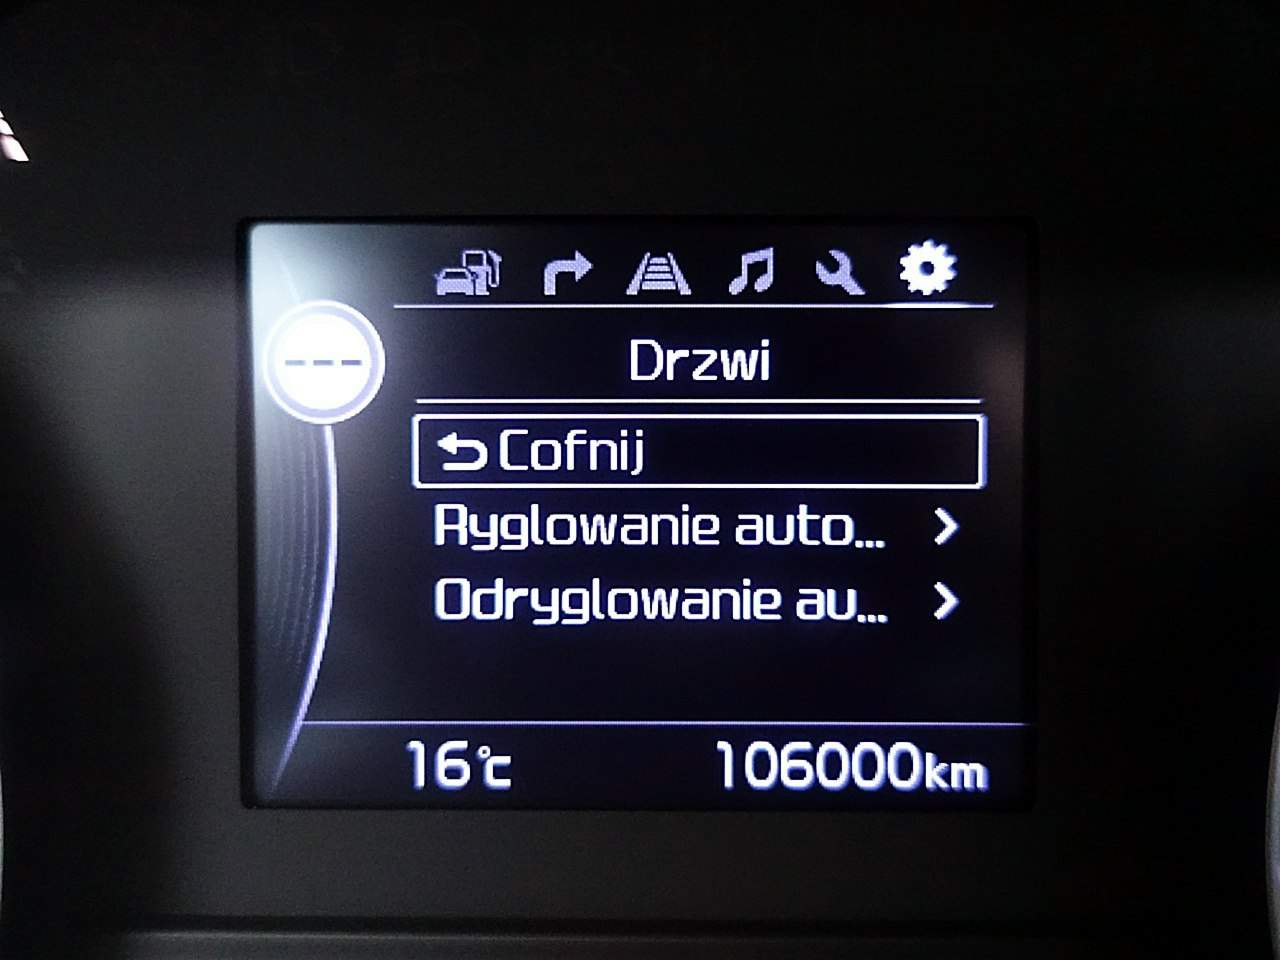 Drzwi
Cofnij
Ryglowanie auto...
Odryglowanie au...
16°C 106000km